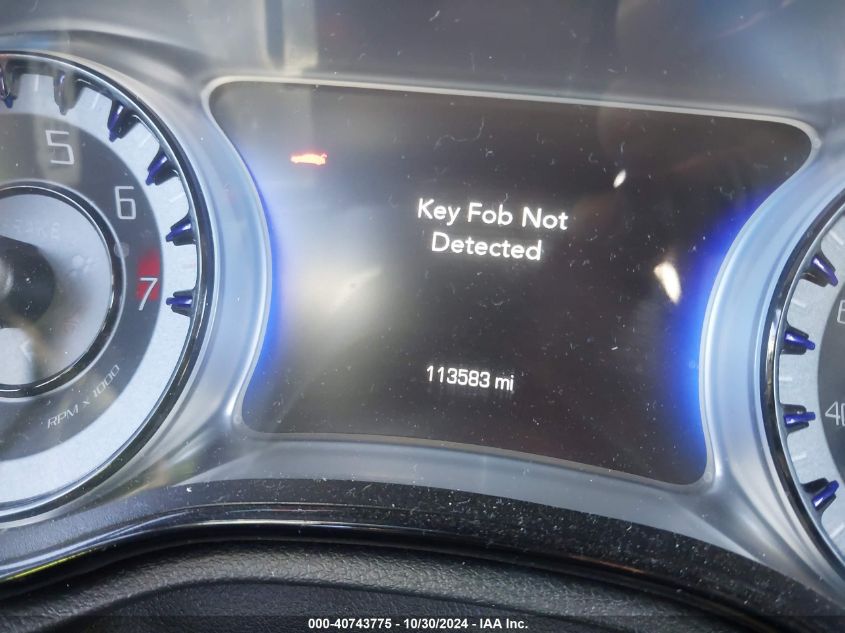 5
6
7
RPM x 1000
Key Fob Not
Detected
113583 mi
000-40743775 - 10/30/2024 - IAA Inc.